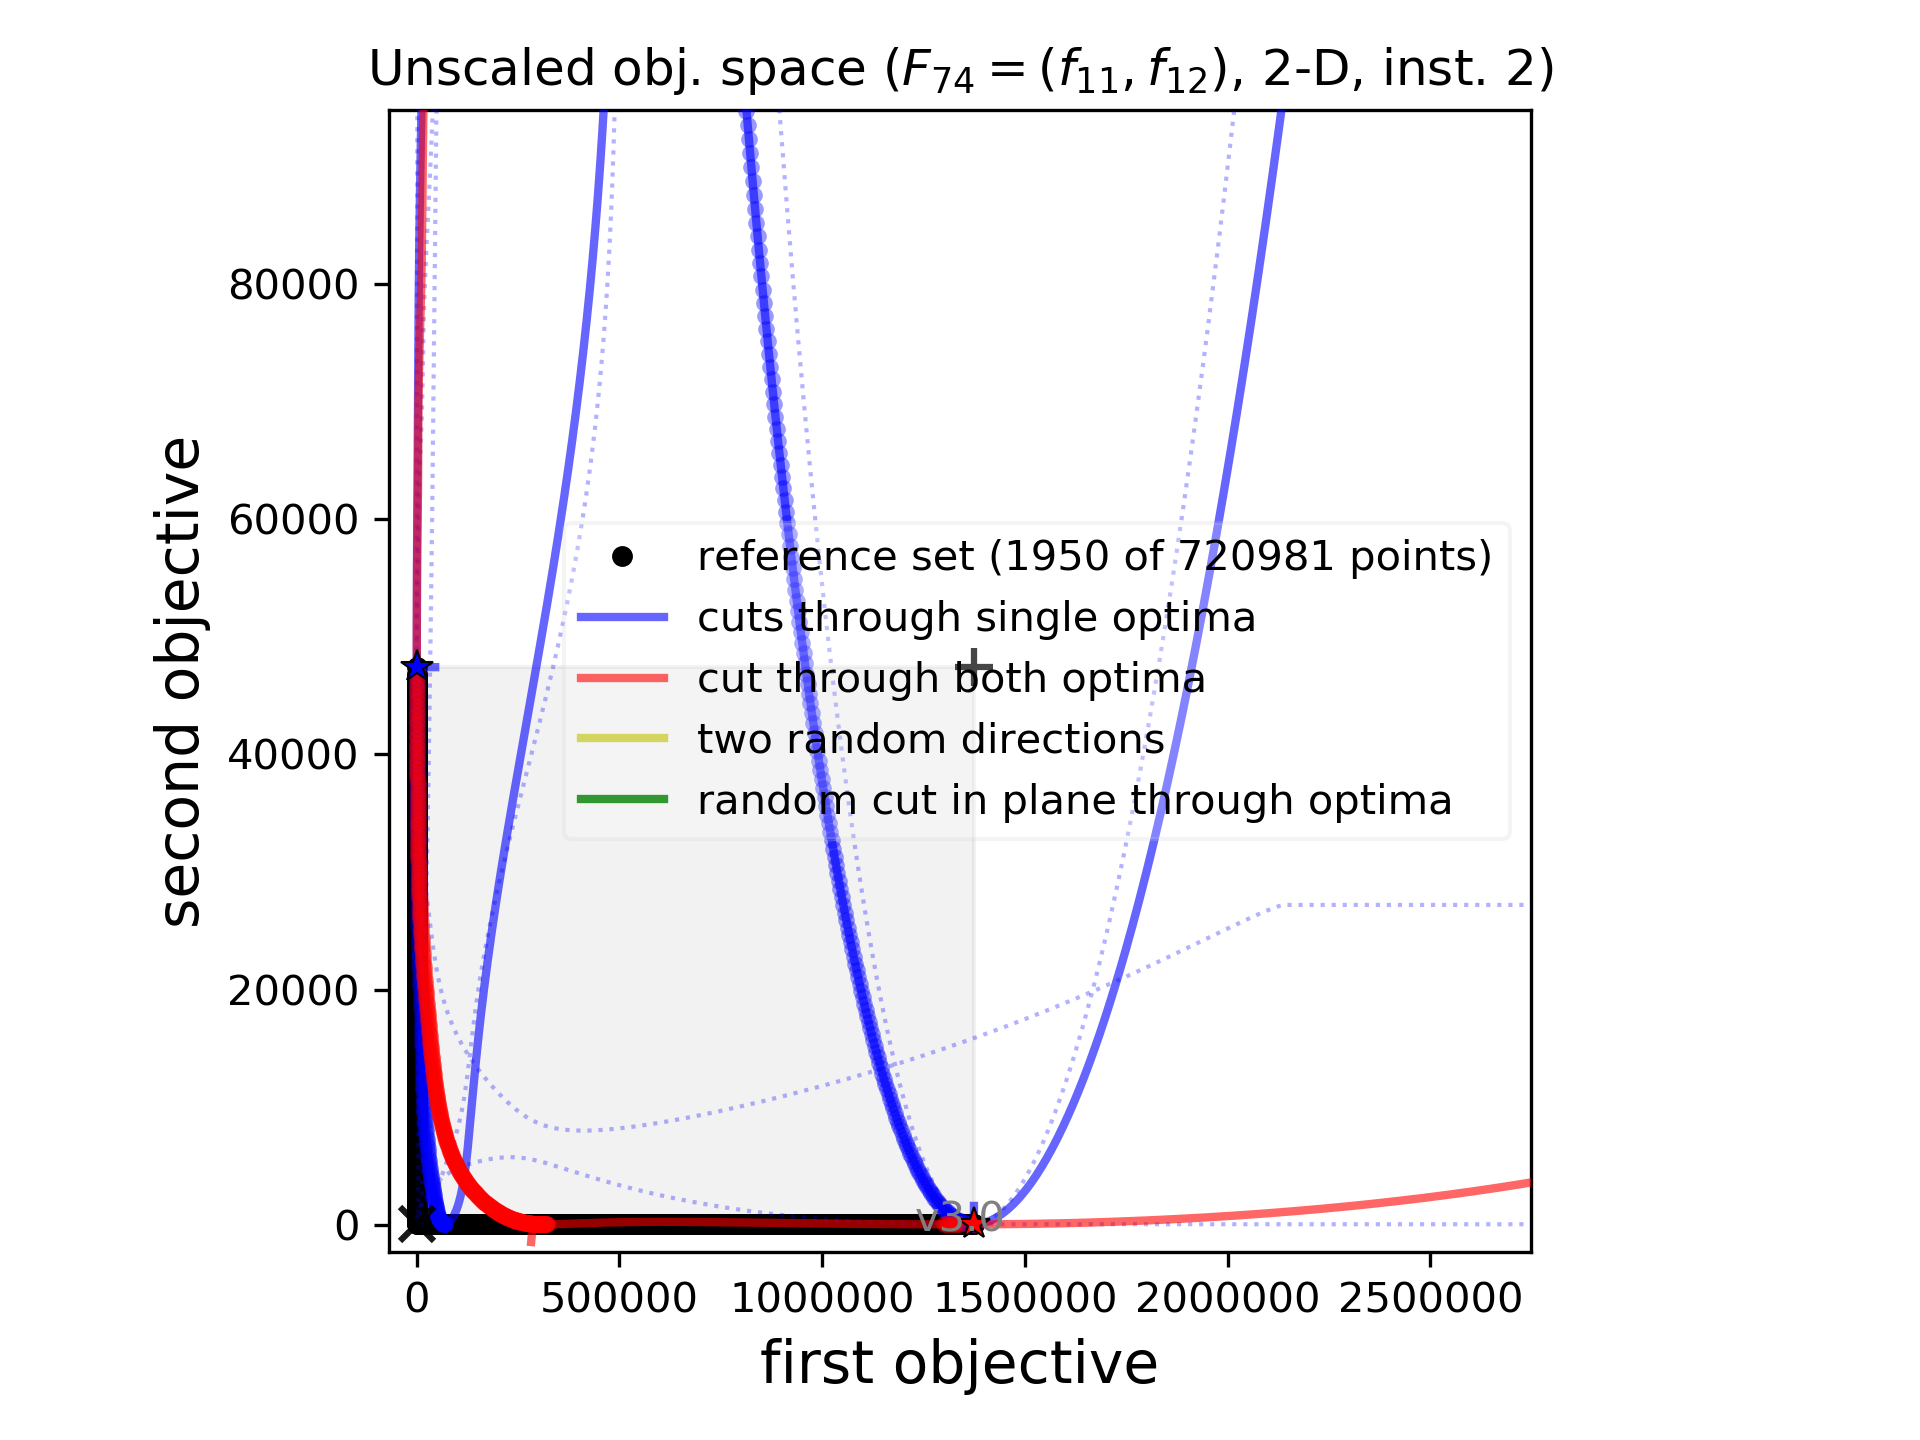 Unscaled obj. space (F74 = (f11, f12), 2-D, inst. 2)
second objective
80000
60000
40000
20000
0
reference set (1950 of 720981 points)
cuts through single optima
cut through both optima
two random directions
random cut in plane through optima
v3.0
0 500000 1000000 1500000 2000000 2500000
first objective